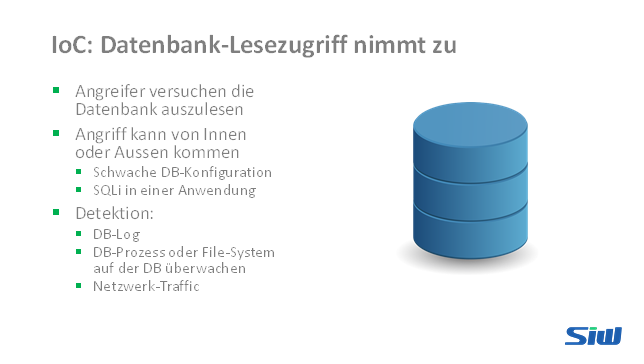 IoC: Datenbank-Lesezugriff nimmt zu
Angreifer versuchen die
Datenbank auszulesen
Angriff kann von Innen
oder Aussen kommen
Schwache DB-Konfiguration
SQLi in einer Anwendung
Detektion:
DB-Log
DB-Prozess oder File-System
auf der DB überwachen
Netzwerk-Traffic
SiW